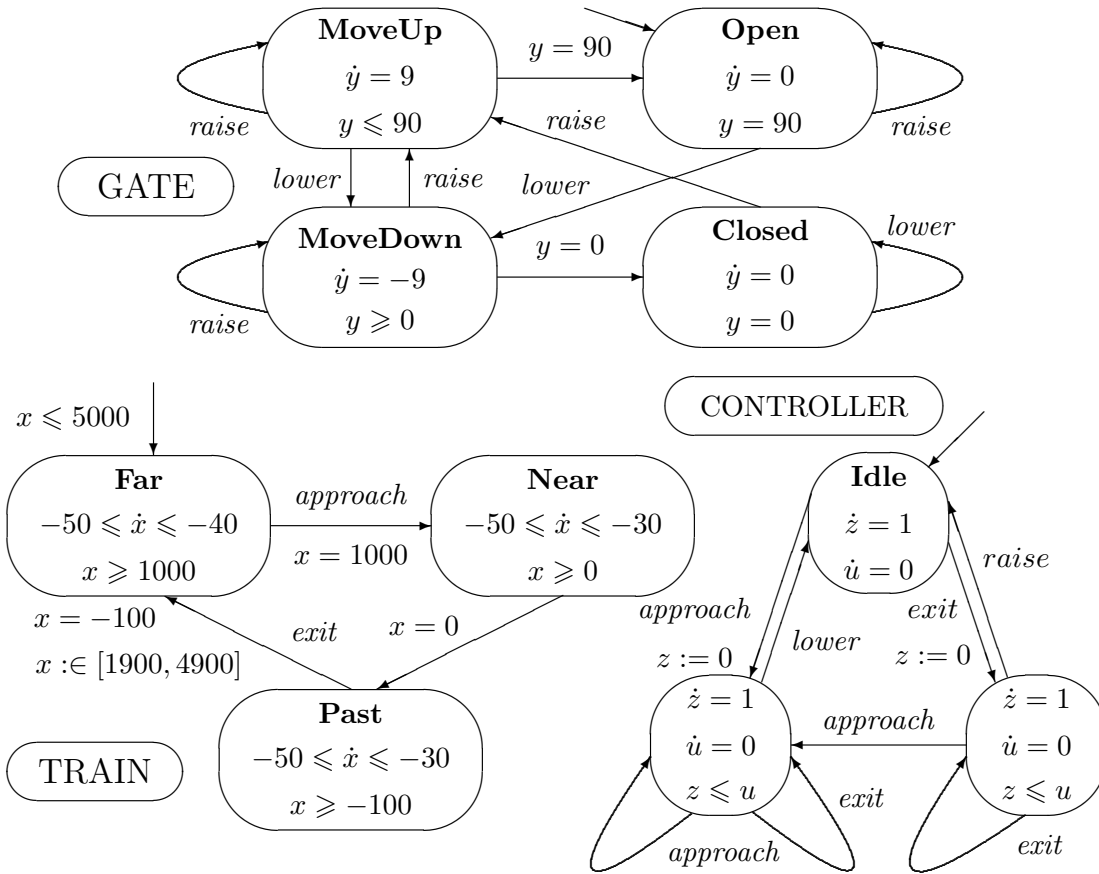 MoveUp
ẏ = 9
y ⩽ 90
raise
y = 90
Open
ẏ = 0
y = 90
raise
raise
GATE
lower
raise
lower
MoveDown
ẏ = −9
y ⩾ 0
raise
y = 0
Closed
ẏ = 0
y = 0
lower
x ⩽ 5000
Far
−50 ⩽ ẋ ⩽ −40
x ⩾ 1000
approach
x = 1000
Near
−50 ⩽ ẋ ⩽ −30
x ⩾ 0
x = −100
x :∈ [1900, 4900]
exit
x = 0
Past
−50 ⩽ ẋ ⩽ −30
x ⩾ −100
TRAIN
CONTROLLER
Idle
ż = 1
u̇ = 0
approach
z := 0
lower
exit
z := 0
raise
ż = 1
u̇ = 0
z ⩽ u
approach
exit
approach
ż = 1
u̇ = 0
z ⩽ u
exit